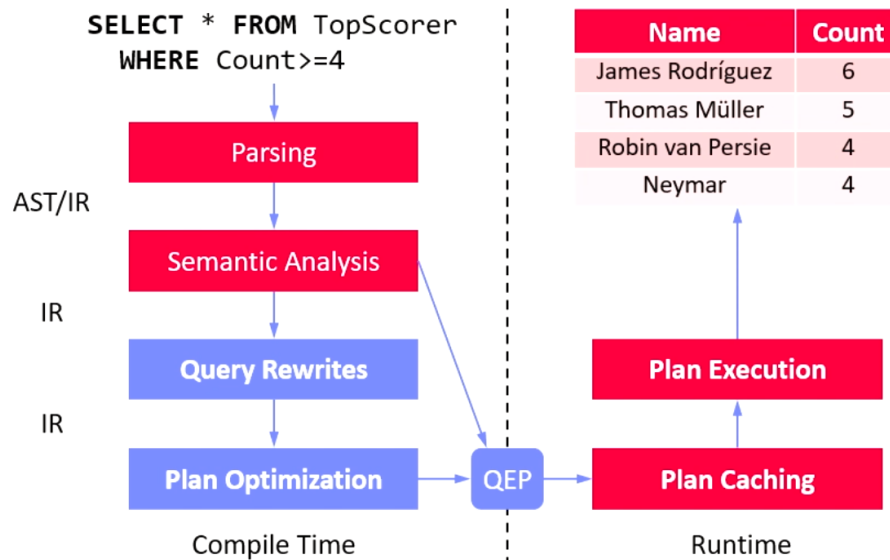 SELECT * FROM TopScorer
WHERE Count>=4
Parsing
AST/IR
Semantic Analysis
IR
Query Rewrites
IR
Plan Optimization
Compile Time
QEP
Name Count
James Rodríguez 6
Thomas Müller 5
Robin van Persie 4
Neymar 4
Plan Execution
Plan Caching
Runtime